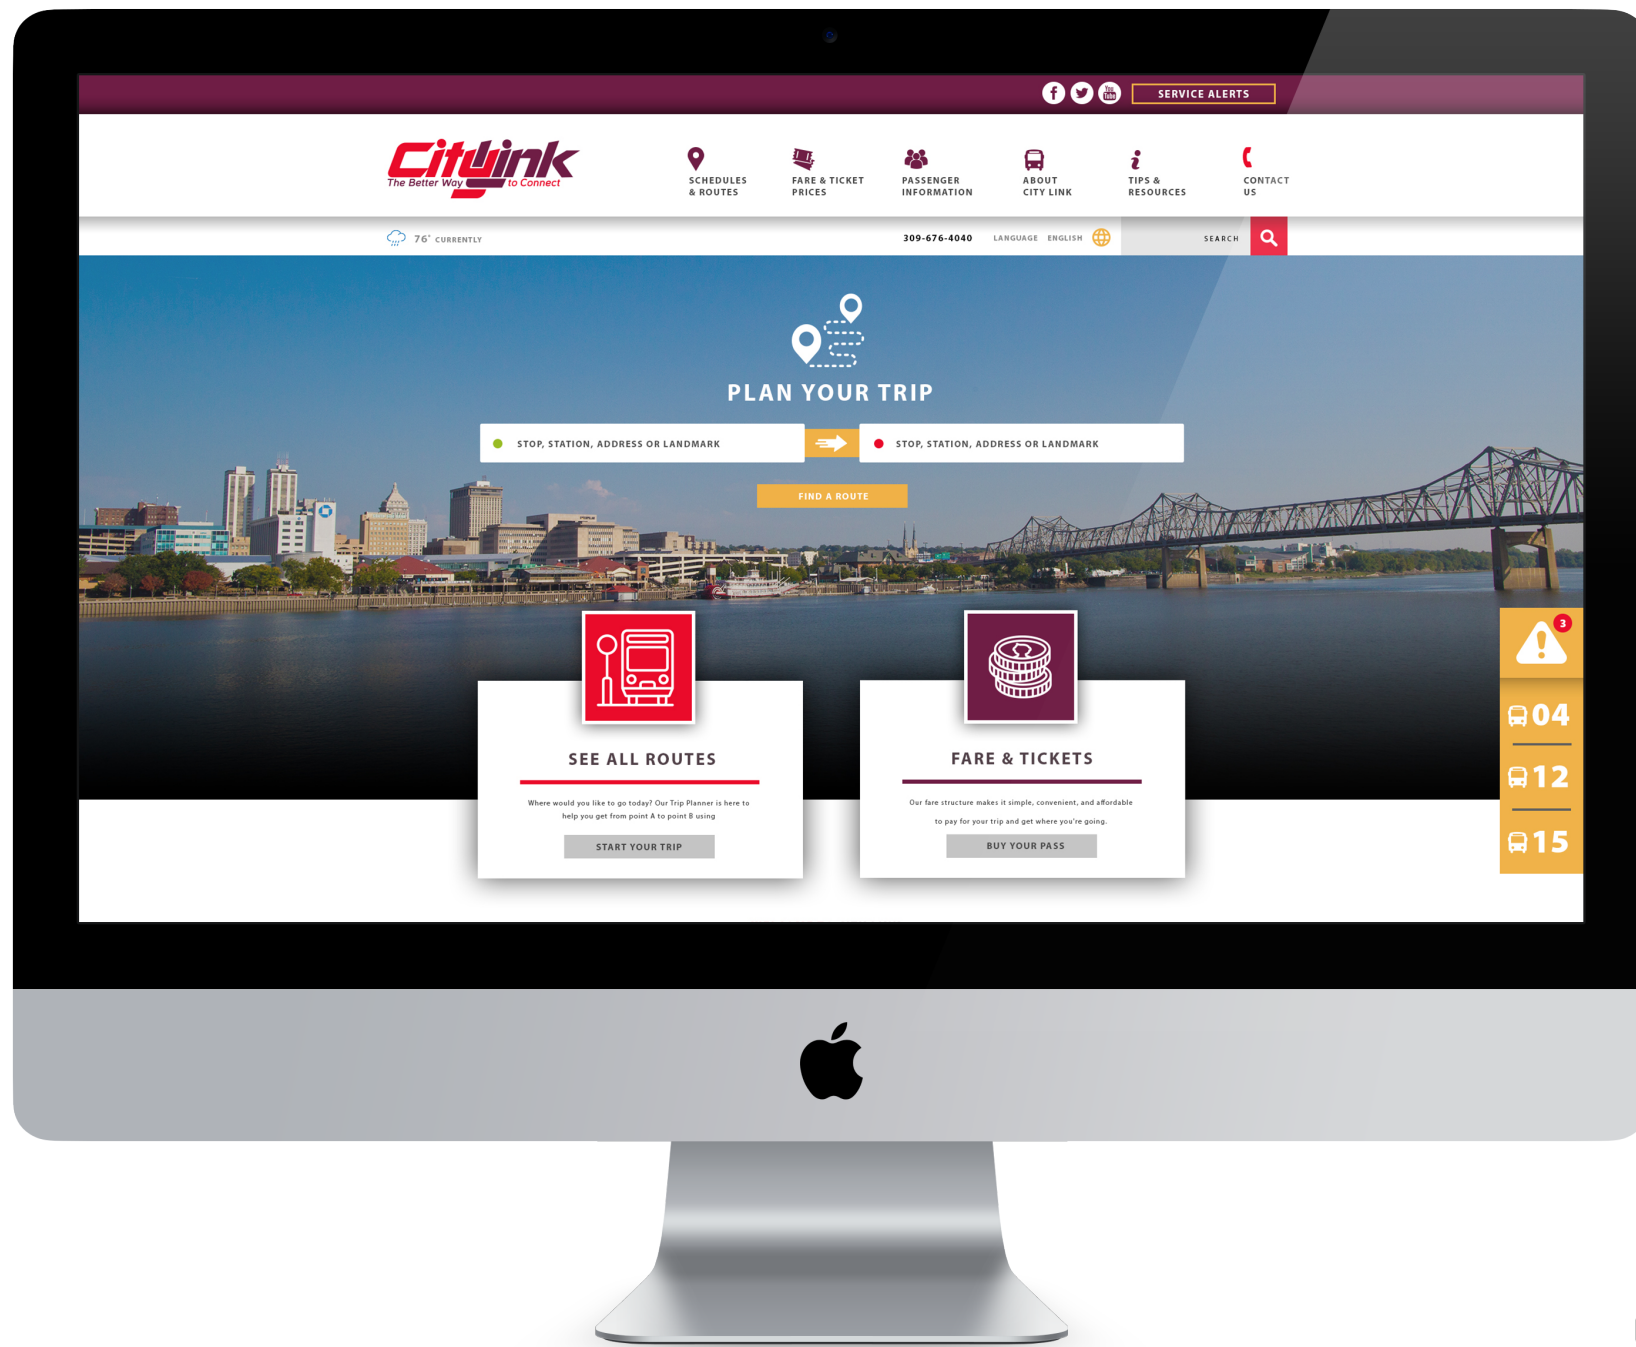 You
Tube
SERVICE ALERTS
CityLink
The Better Way to Connect
SCHEDULES
& ROUTES
FARE & TICKET
PRICES
PASSENGER
INFORMATION
ABOUT
CITY LINK
TIPS &
RESOURCES
CONTACT
US
76° CURRENTLY
309-676-4040
LANGUAGE ENGLISH
SEARCH
PLAN YOUR TRIP
STOP, STATION, ADDRESS OR LANDMARK
STOP, STATION, ADDRESS OR LANDMARK
FIND A ROUTE
3
04
12
15
SEE ALL ROUTES
Where would you like to go today? Our Trip Planner is here to
help you get from point A to point B using
START YOUR TRIP
FARE & TICKETS
Our fare structure makes it simple, convenient, and affordable
to pay for your trip and get where you're going.
BUY YOUR PASS